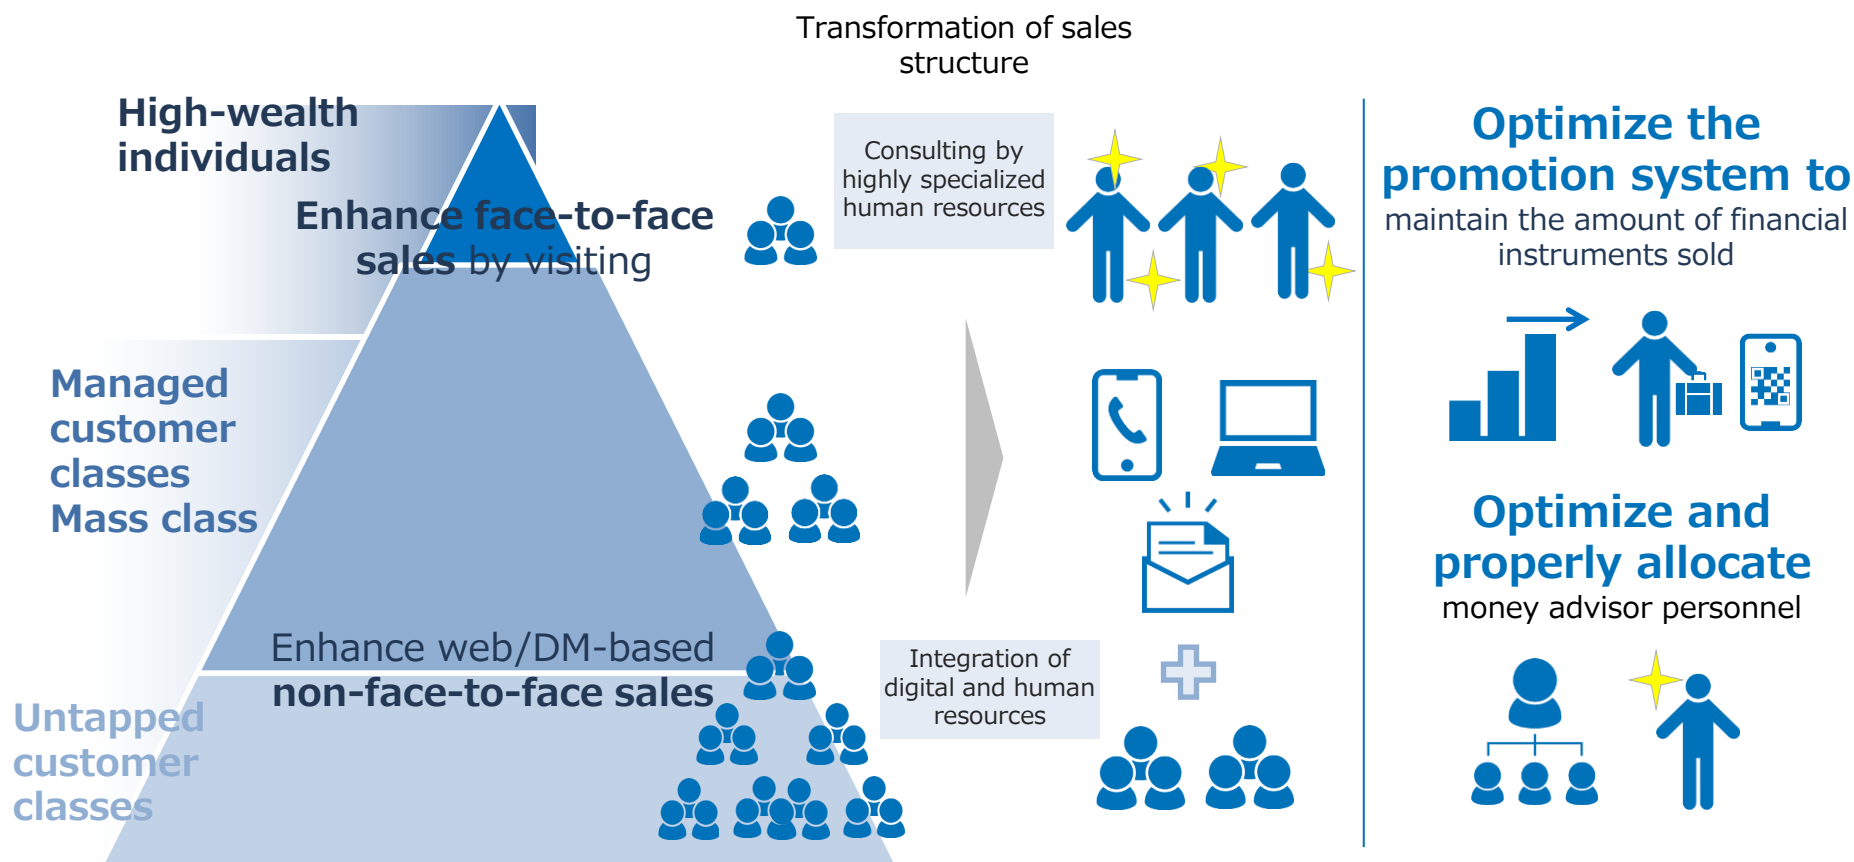 Transformation of sales
structure
High-wealth
individuals
Enhance face-to-face
sales by visiting
Managed
customer
classes
Mass class
Enhance web/DM-based
non-face-to-face sales
Untapped
customer
classes
Consulting by
highly specialized
human resources
Integration of
digital and human
resources
Optimize the
promotion system to
maintain the amount of financial
instruments sold
Optimize and
properly allocate
money advisor personnel